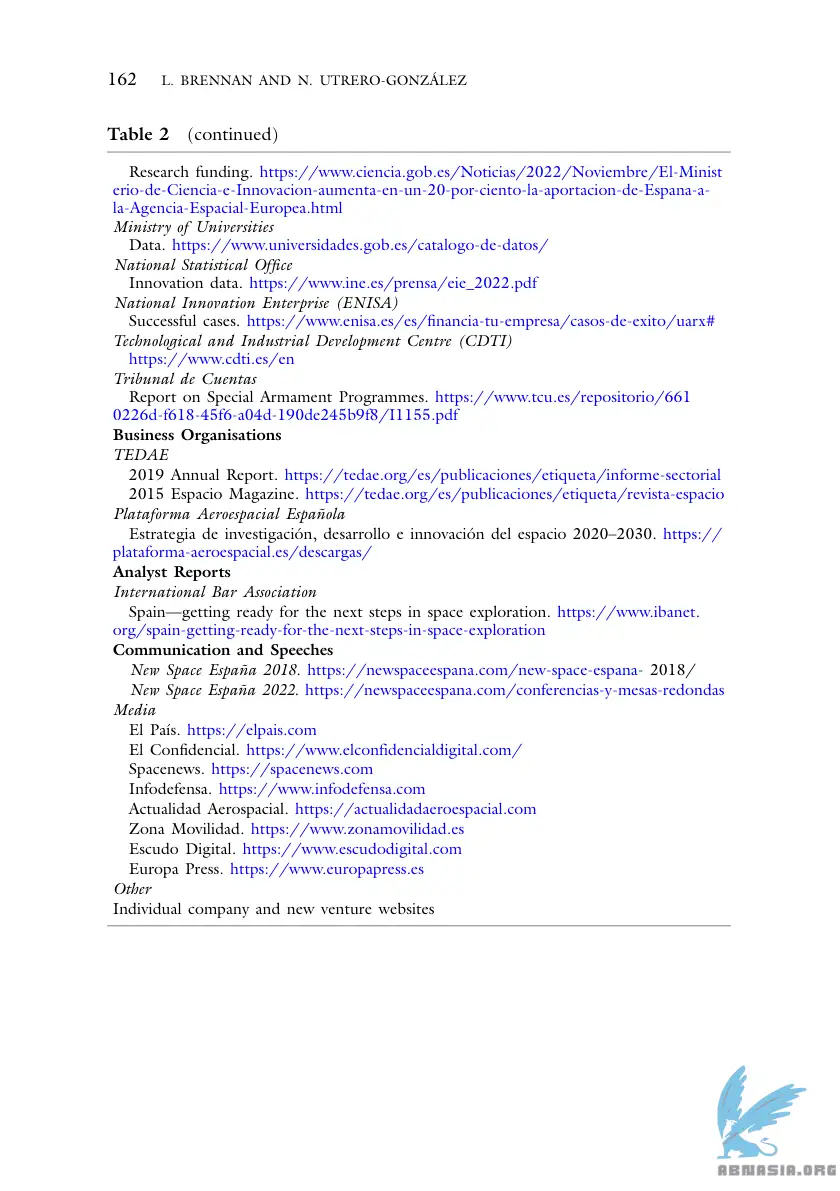 162 L. BRENNAN AND N. UTRERO-GONZÁLEZ
Table 2 (continued)
Research funding. https://www.ciencia.gob.es/Noticias/2022/Noviembre/El-Minist
erio-de-Ciencia-e-Innovacion-aumenta-en-un-20-por-ciento-la-aportacion-de-Espana-a-
la-Agencia-Espacial-Europea.html
Ministry of Universities
Data. https://www.universidades.gob.es/catalogo-de-datos/
National Statistical Office
Innovation data. https://www.ine.es/prensa/eie_2022.pdf
National Innovation Enterprise (ENISA)
Successful cases. https://www.enisa.es/es/financia-tu-empresa/casos-de-exito/uarx#
Technological and Industrial Development Centre (CDTI)
https://www.cdti.es/en
Tribunal de Cuentas
Report on Special Armament Programmes. https://www.tcu.es/repositorio/661
0226d-f618-45f6-a04d-190de245b9f8/I1155.pdf
Business Organisations
TEDAE
2019 Annual Report. https://tedae.org/es/publicaciones/etiqueta/informe-sectorial
2015 Espacio Magazine. https://tedae.org/es/publicaciones/etiqueta/revista-espacio
Plataforma Aeroespacial Española
Estrategia de investigación, desarrollo e innovación del espacio 2020–2030. https://
plataforma-aeroespacial.es/descargas/
Analyst Reports
International Bar Association
Spain—getting ready for the next steps in space exploration. https://www.ibanet.
org/spain-getting-ready-for-the-next-steps-in-space-exploration
Communication and Speeches
New Space España 2018. https://newspaceespana.com/new-space-espana- 2018/
New Space España 2022. https://newspaceespana.com/conferencias-y-mesas-redondas
Media
El País. https://elpais.com
El Confidencial. https://www.elconfidencialdigital.com/
Spacenews. https://spacenews.com
Infodefensa. https://www.infodefensa.com
Actualidad Aerospacial. https://actualidadaeroespacial.com
Zona Movilidad. https://www.zonamovilidad.es
Escudo Digital. https://www.escudodigital.com
Europa Press. https://www.europapress.es
Other
Individual company and new venture websites
ABNASIA.ORG